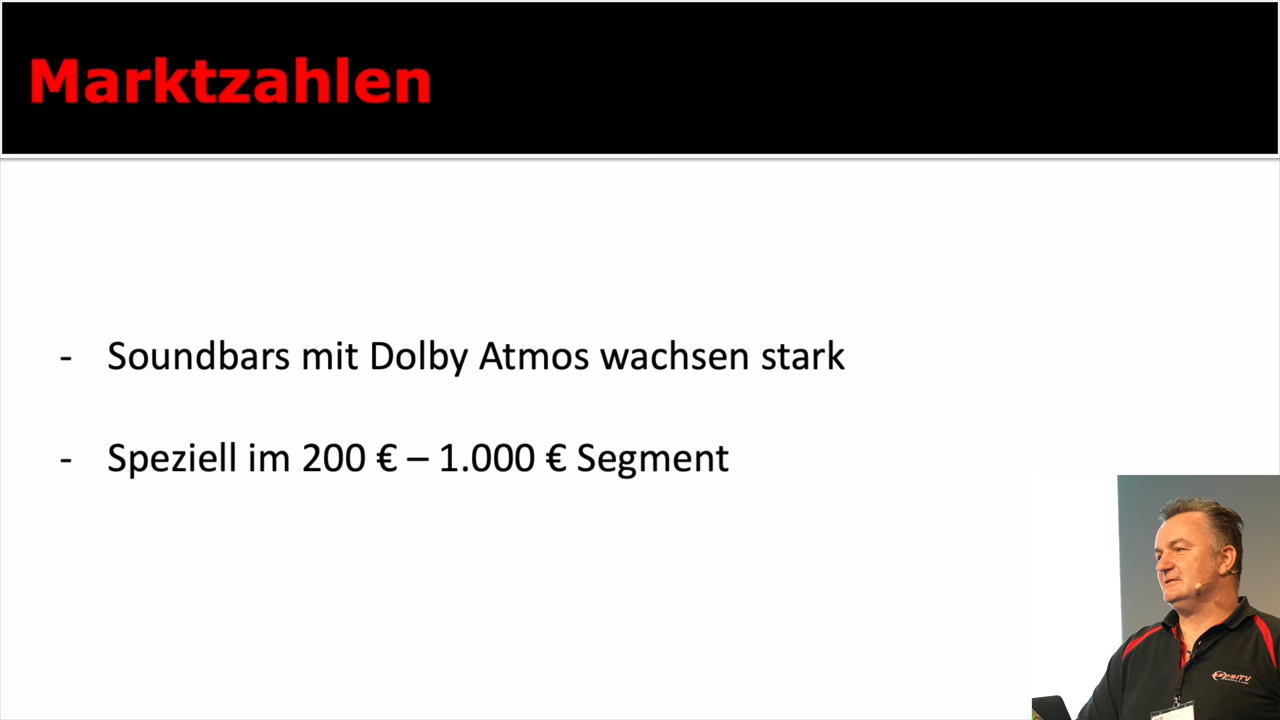 Marktzahlen
- Soundbars mit Dolby Atmos wachsen stark
- Speziell im 200 € – 1.000 € Segment